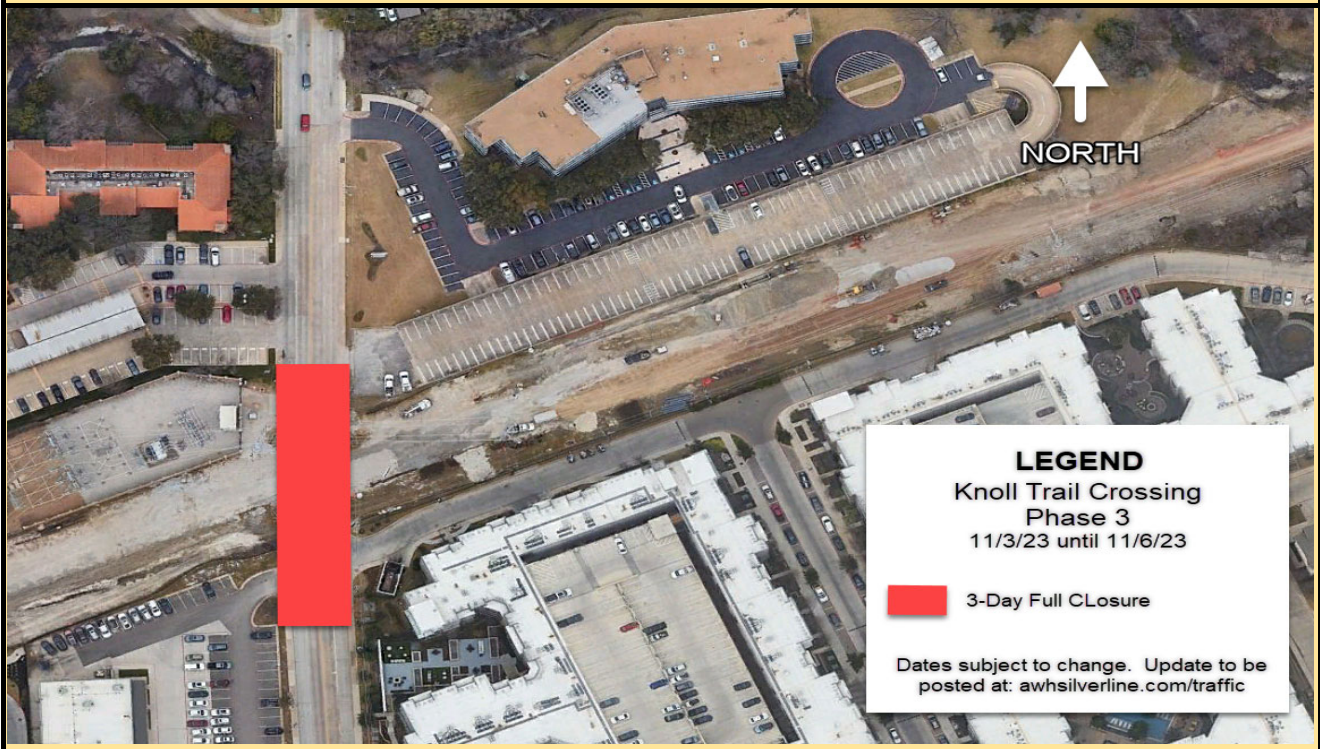 NORTH
LEGEND
Knoll Trail Crossing
Phase 3
11/3/23 until 11/6/23
3-Day Full CLosure
Dates subject to change. Update to be
posted at: awhsilverline.com/traffic